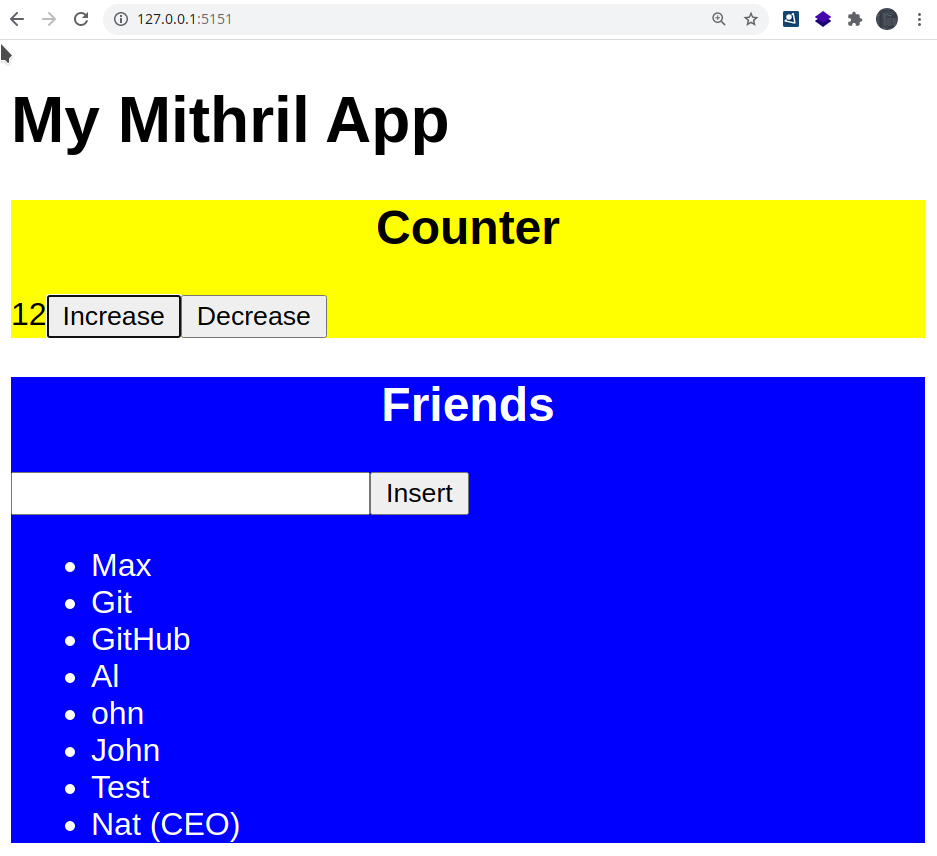 127.0.0.1:5151
My Mithril App
Counter
12 Increase Decrease
Friends
Insert
Max
Git
GitHub
Al
ohn
John
Test
Nat (CEO)